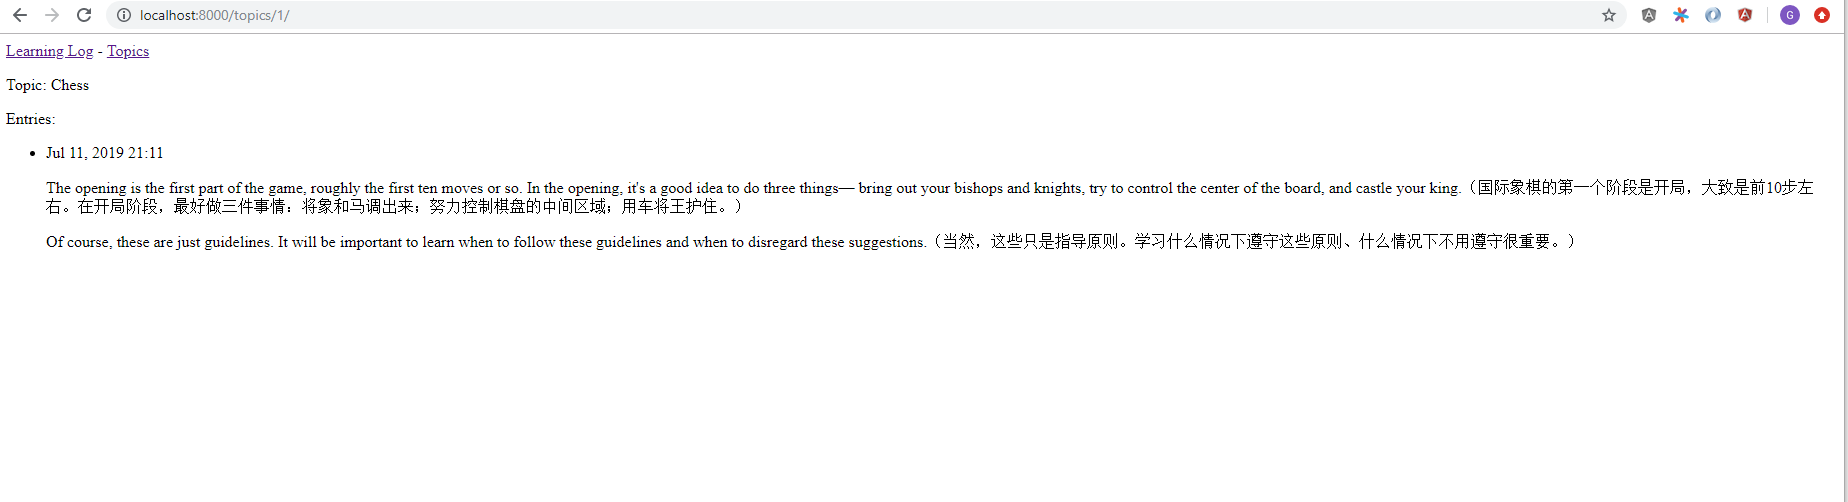 localhost:8000/topics/1/
G
Learning Log - Topics
Topic: Chess
Entries:
Jul 11, 2019 21:11
The opening is the first part of the game, roughly the first ten moves or so. In the opening, it's a good idea to do three things— bring out your bishops and knights, try to control the center of the board, and castle your king.（国际象棋的第一个阶段是开局，大致是前10步左
右。在开局阶段，最好做三件事情：将象和马调出来；努力控制棋盘的中间区域；用车将王护住。）
Of course, these are just guidelines. It will be important to learn when to follow these guidelines and when to disregard these suggestions.（当然，这些只是指导原则。学习什么情况下遵守这些原则、什么情况下不用遵守很重要。）